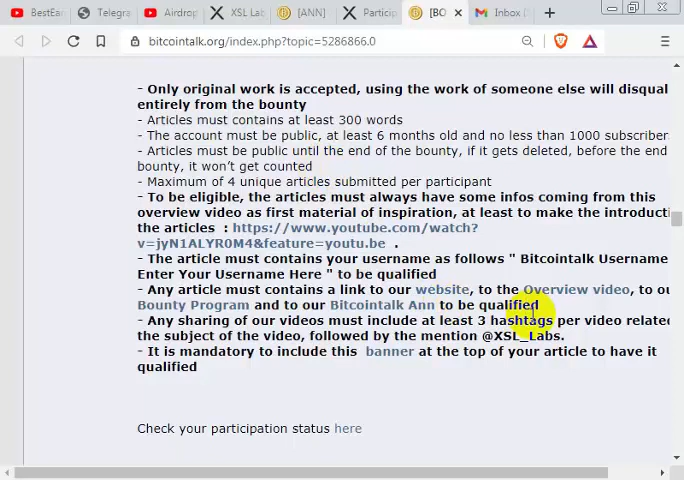 BestEar
Telegra
Airdrop
XSL La
[ANN]
Particip
[BO
Inbox (
bitcointalk.org/index.php?topic=5286866.0
- Only original work is accepted, using the work of someone else will disqual
entirely from the bounty
- Articles must contains at least 300 words
- The account must be public, at least 6 months old and no less than 1000 subscriber
- Articles must be public until the end of the bounty, if it gets deleted, before the end
bounty, it won't get counted
- Maximum of 4 unique articles submitted per participant
- To be eligible, the articles must always have some infos coming from this
overview video as first material of inspiration, at least to make the introducti
the articles : https://www.youtube.com/watch?
v=jyN1ALYR0M4&feature=youtu.be .
- The article must contains your username as follows " Bitcointalk Username
Enter Your Username Here " to be qualified
- Any article must contains a link to our website, to the Overview video, to ou
Bounty Program and to our Bitcointalk Ann to be qualified
- Any sharing of our videos must include at least 3 hashtags per video relate
the subject of the video, followed by the mention @XSL_Labs.
- It is mandatory to include this banner at the top of your article to have it
qualified
Check your participation status here